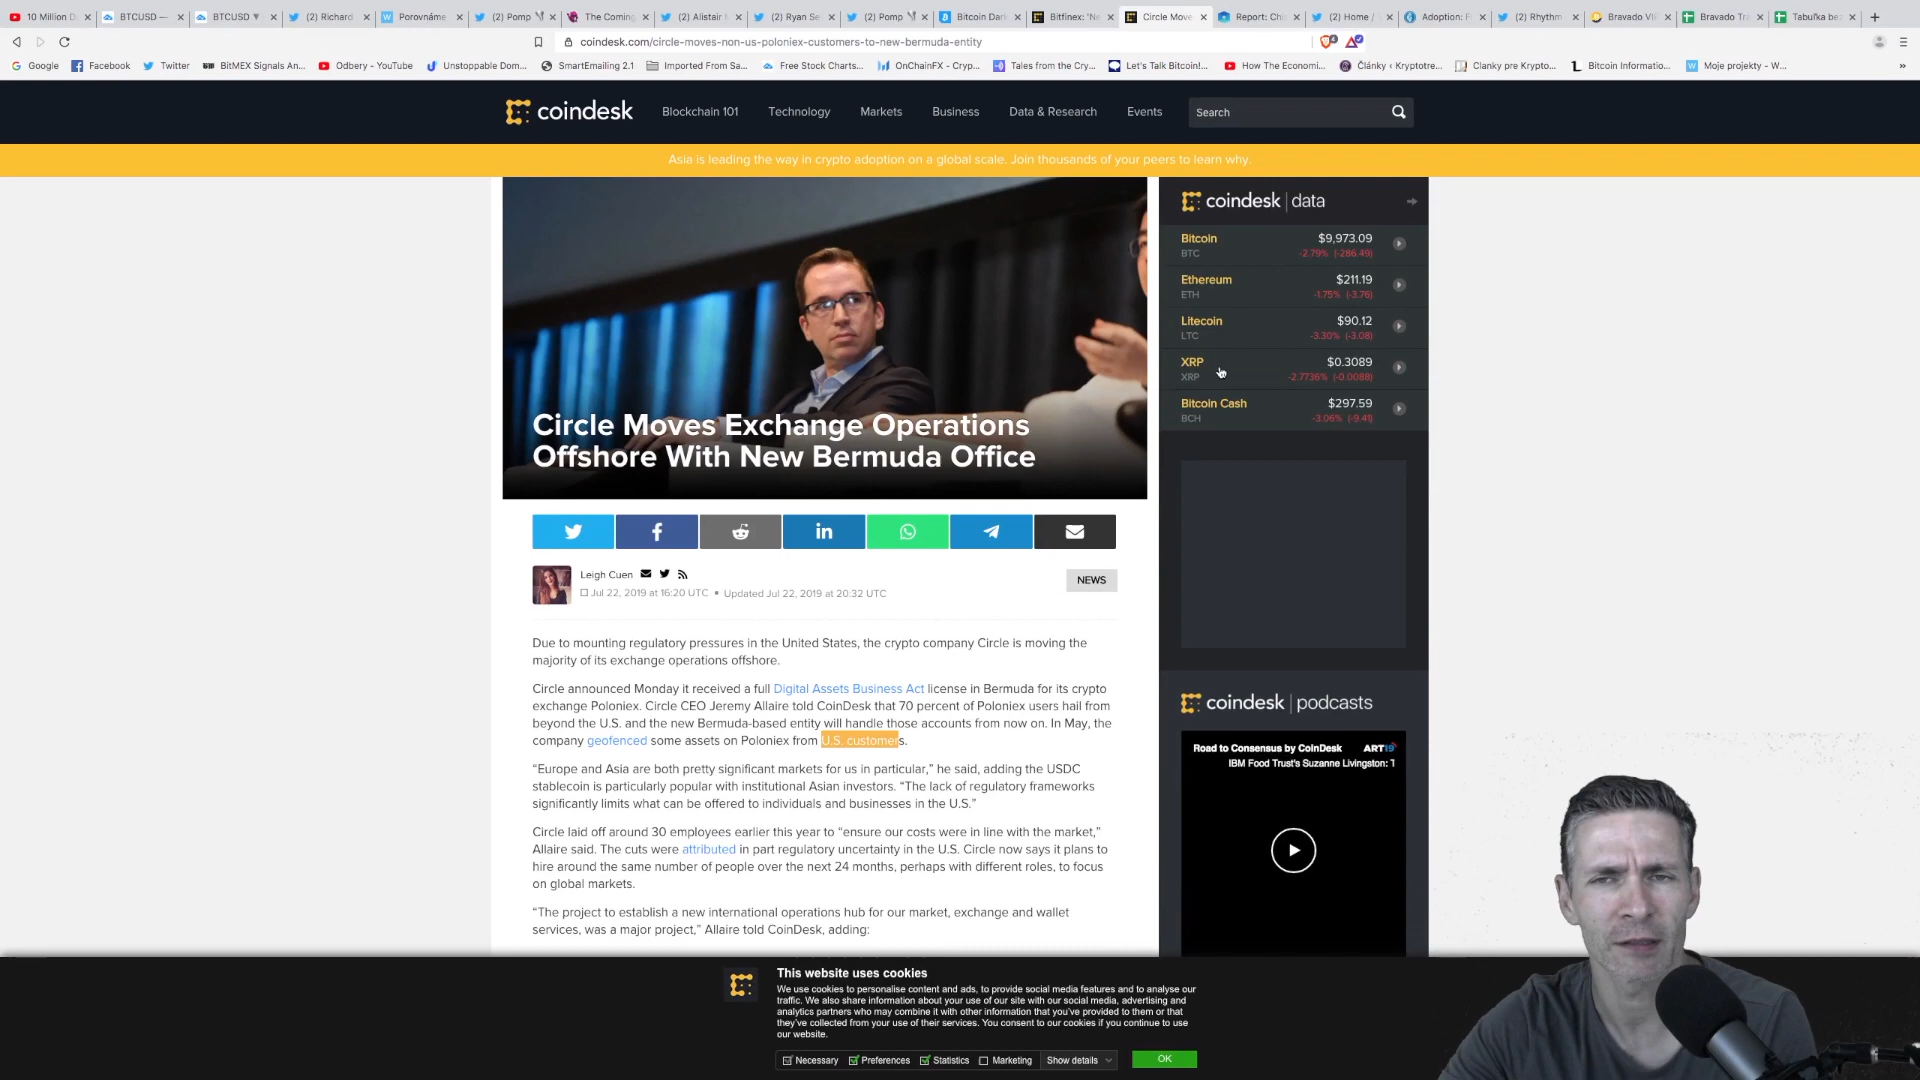 10 Million D
BTCUSD —
BTCUSD ▼
(2) Richard
Porovnáme
(2) Pomp
The Coming
(2) Alistair M
(2) Ryan Se
(2) Pomp
Bitcoin Dar
Bitfinex: 'Ne
Circle Move
Report: Chi
(2) Home /
Adoption: F
(2) Rhythm
Bravado Vik
Bravado Tra
Tabuľka be
coindesk.com/circle-moves-non-us-poloniex-customers-to-new-bermuda-entity
Google
Facebook
Twitter
BitMEX Signals An...
Odbery - YouTube
Unstoppable Dom...
SmartEmailing 2.1
Imported From Sa...
Free Stock Charts...
OnChainFX - Cryp...
Tales from the Cry...
Let's Talk Bitcoin!...
How The Economi...
Články ‹ Kryptotre...
Clanky pre Krypto...
Bitcoin Informatio...
Moje projekty - W...
coindesk
Blockchain 101
Technology
Markets
Business
Data & Research
Events
Search
Asia is leading the way in crypto adoption on a global scale. Join thousands of your peers to learn why.
Circle Moves Exchange Operations
Offshore With New Bermuda Office
Leigh Cuen
Jul 22, 2019 at 16:20 UTC • Updated Jul 22, 2019 at 20:32 UTC
NEWS
Due to mounting regulatory pressures in the United States, the crypto company Circle is moving the
majority of its exchange operations offshore.
Circle announced Monday it received a full Digital Assets Business Act license in Bermuda for its crypto
exchange Poloniex. Circle CEO Jeremy Allaire told CoinDesk that 70 percent of Poloniex users hail from
beyond the U.S. and the new Bermuda-based entity will handle those accounts from now on. In May, the
company geofenced some assets on Poloniex from U.S. customers.
“Europe and Asia are both pretty significant markets for us in particular,” he said, adding the USDC
stablecoin is particularly popular with institutional Asian investors. “The lack of regulatory frameworks
significantly limits what can be offered to individuals and businesses in the U.S.”
Circle laid off around 30 employees earlier this year to “ensure our costs were in line with the market,”
Allaire said. The cuts were attributed in part regulatory uncertainty in the U.S. Circle now says it plans to
hire around the same number of people over the next 24 months, perhaps with different roles, to focus
on global markets.
“The project to establish a new international operations hub for our market, exchange and wallet
services, was a major project,” Allaire told CoinDesk, adding:
coindesk | data
Bitcoin $9,973.09
BTC -2.79% (-286.49)
Ethereum $211.19
ETH -1.75% (-3.76)
Litecoin $90.12
LTC -3.30% (-3.08)
XRP $0.3089
XRP -2.7736% (-0.0088)
Bitcoin Cash $297.59
BCH -3.06% (-9.41)
coindesk | podcasts
Road to Consensus by CoinDesk ART19
IBM Food Trust's Suzanne Livingston: T
This website uses cookies
We use cookies to personalise content and ads, to provide social media features and to analyse our
traffic. We also share information about your use of our site with our social media, advertising and
analytics partners who may combine it with other information that you've provided to them or that
they've collected from your use of their services. You consent to our cookies if you continue to use
our website.
Necessary
Preferences
Statistics
Marketing
Show details
OK